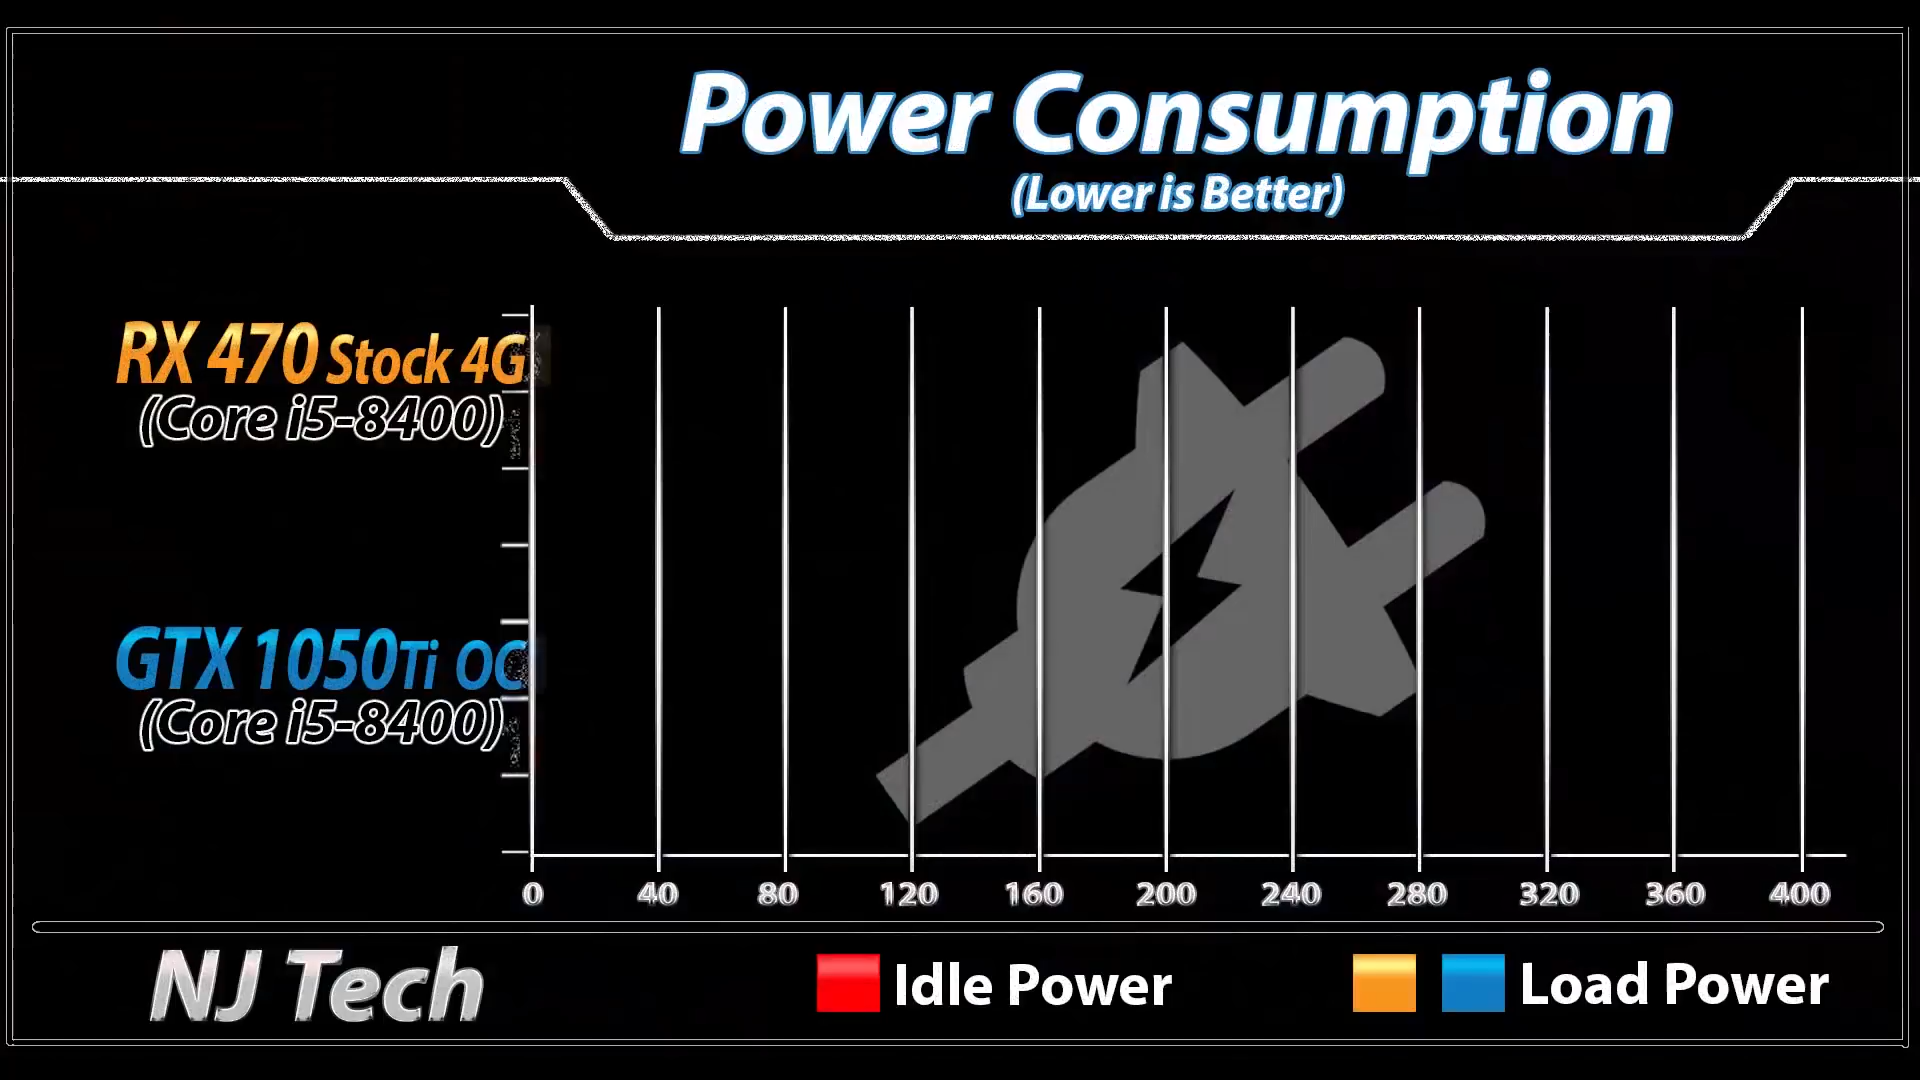 Power Consumption
(Lower is Better)
RX 470 Stock 4G
(Core i5-8400)
GTX 1050Ti OC
(Core i5-8400)
0 40 80 120 160 200 240 280 320 360 400
NJ Tech
Idle Power
Load Power